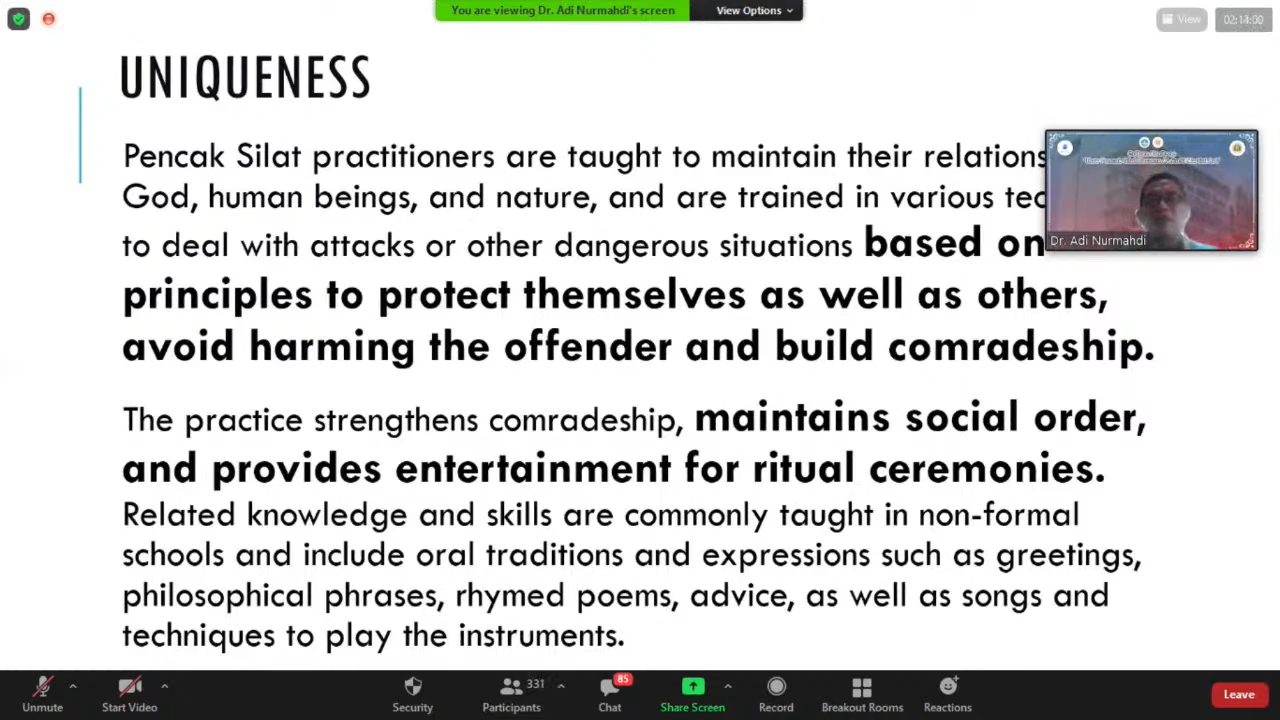 You are viewing Dr. Adi Nurmahdi's screen
View Options
View
02:14:00
UNIQUENESS
Pencak Silat practitioners are taught to maintain their
God, human beings, and nature, and are trained in various
to deal with attacks or other dangerous situations based on
principles to protect themselves as well as others,
avoid harming the offender and build comradeship.
Dr. Adi Nurmahdi
The practice strengthens comradeship, maintains social order,
and provides entertainment for ritual ceremonies.
Related knowledge and skills are commonly taught in non-formal
schools and include oral traditions and expressions such as greetings,
philosophical phrases, rhymed poems, advice, as well as songs and
techniques to play the instruments.
Unmute
Start Video
Security
331
Participants
85
Chat
Share Screen
Record
Breakout Rooms
Reactions
Leave